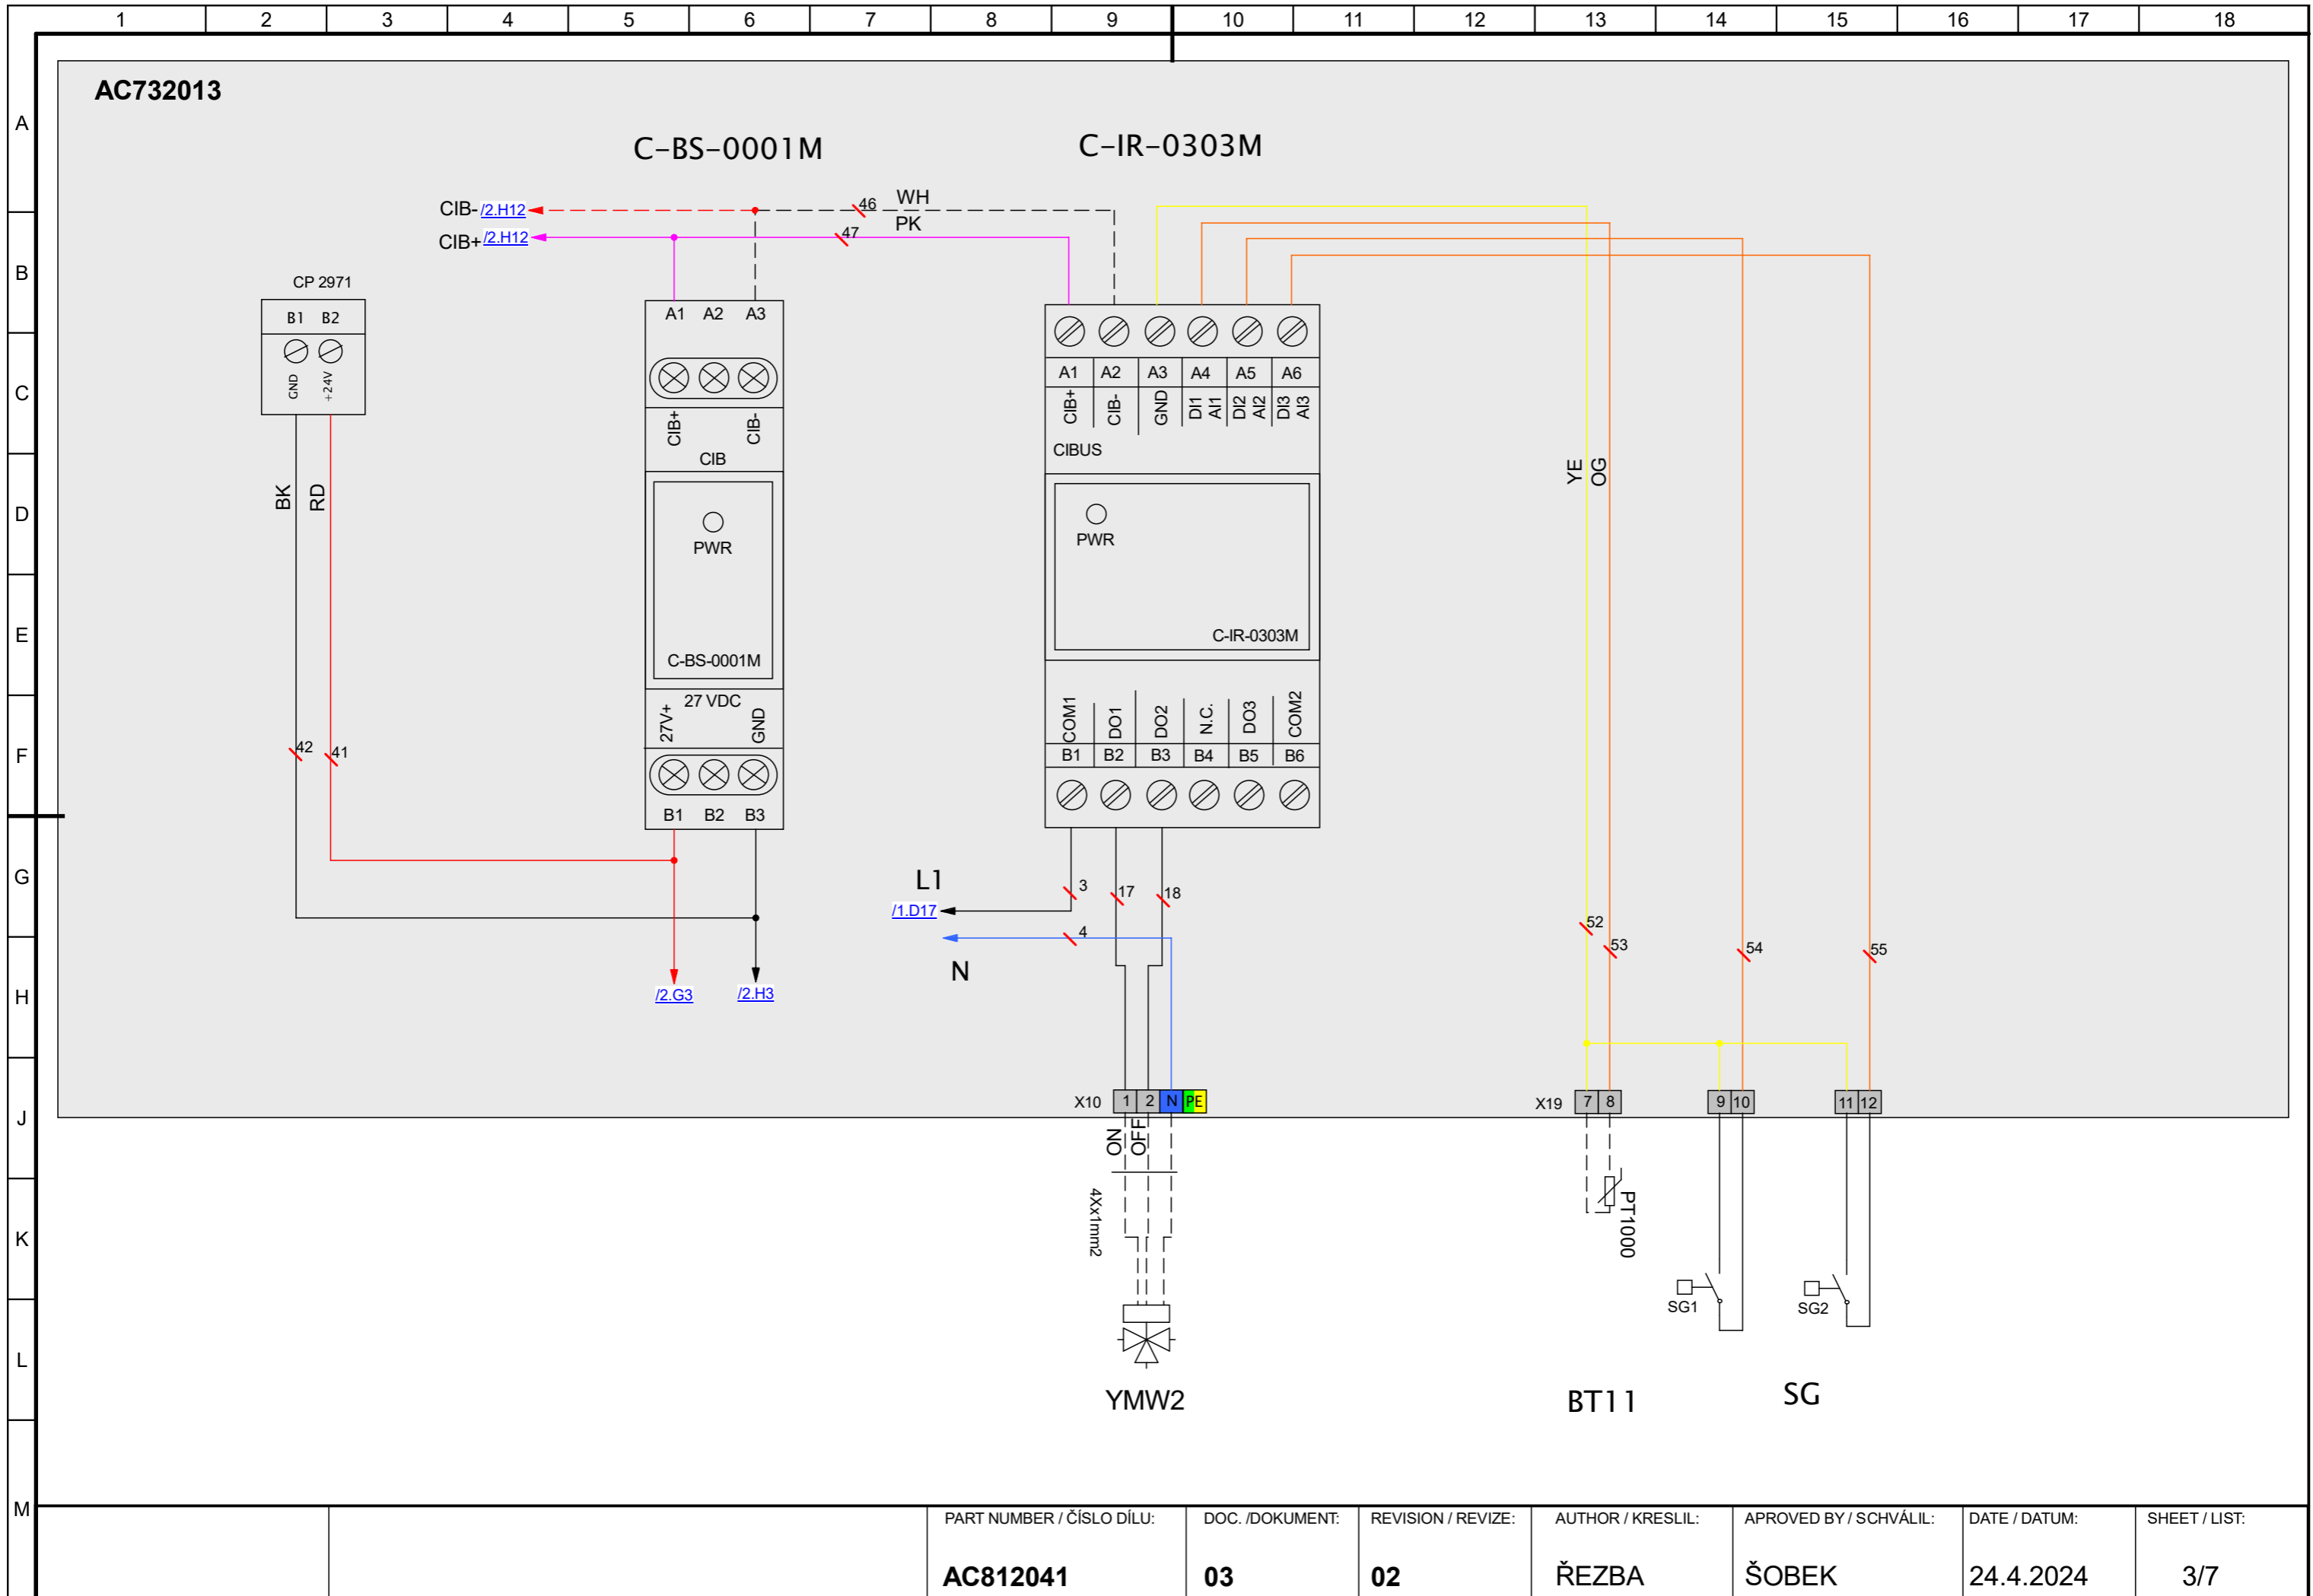 1 2 3 4 5 6 7 8 9 10 11 12 13 14 15 16 17 18
A
B
C
D
E
F
G
H
J
K
L
M
AC732013
C-BS-0001M
C-IR-0303M
CIB- /2.H12
46 WH
CIB+ /2.H12
47 PK
CP 2971
B1 B2
GND +24V
BK RD
42 41
A1 A2 A3
CIB+ CIB-
CIB
PWR
C-BS-0001M
27 VDC
27V+ GND
B1 B2 B3
/2.G3 /2.H3
A1 A2 A3 A4 A5 A6
CIB+ CIB- GND DI1 AI1 DI2 AI2 DI3 AI3
CIBUS
PWR
C-IR-0303M
COM1 DO1 DO2 N.C. DO3 COM2
B1 B2 B3 B4 B5 B6
L1
/1.D17
3 17 18
4
N
YE OG
52 53 54 55
X10 1 2 N PE
ON OFF
4Xx1mm2
YMW2
X19 7 8 9 10 11 12
PT1000
SG1 SG2
BT11
SG
PART NUMBER / ČÍSLO DÍLU: DOC. /DOKUMENT: REVISION / REVIZE: AUTHOR / KRESLIL: APROVED BY / SCHVÁLIL: DATE / DATUM: SHEET / LIST:
AC812041 03 02 ŘEZBA ŠOBEK 24.4.2024 3/7